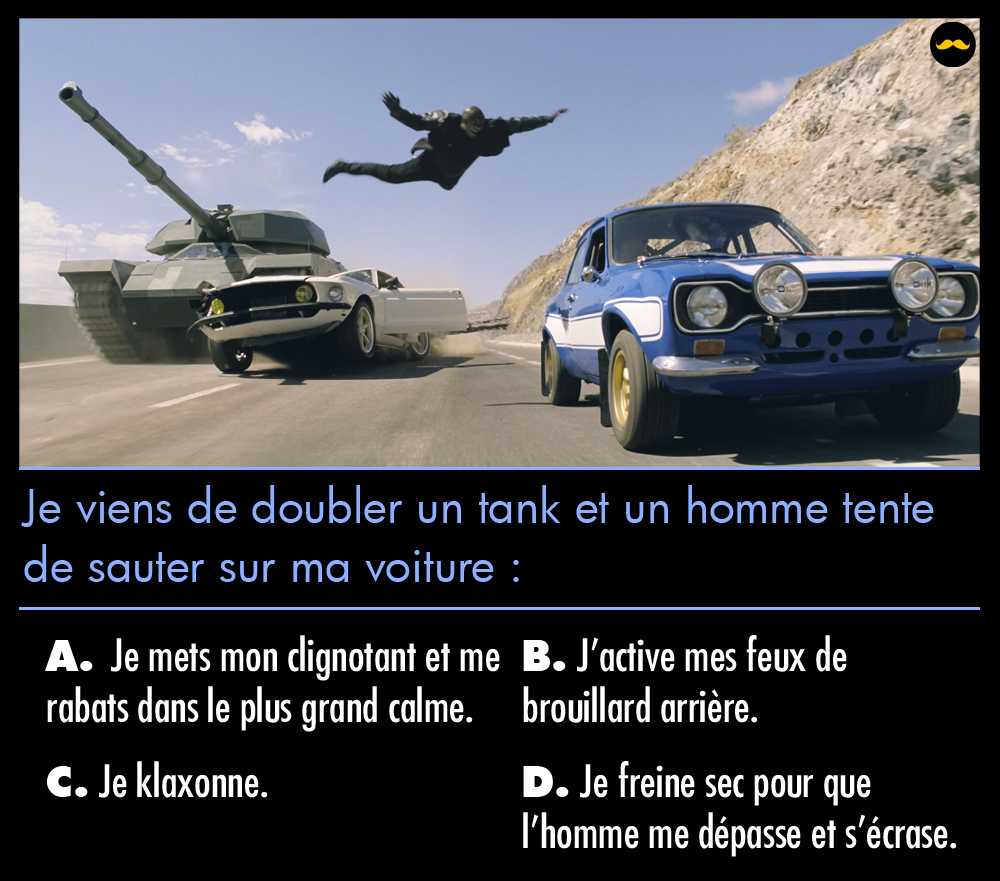 Je viens de doubler un tank et un homme tente
de sauter sur ma voiture :
A. Je mets mon clignotant et me
rabats dans le plus grand calme.
B. J’active mes feux de
brouillard arrière.
C. Je klaxonne.
D. Je freine sec pour que
l’homme me dépasse et s’écrase.